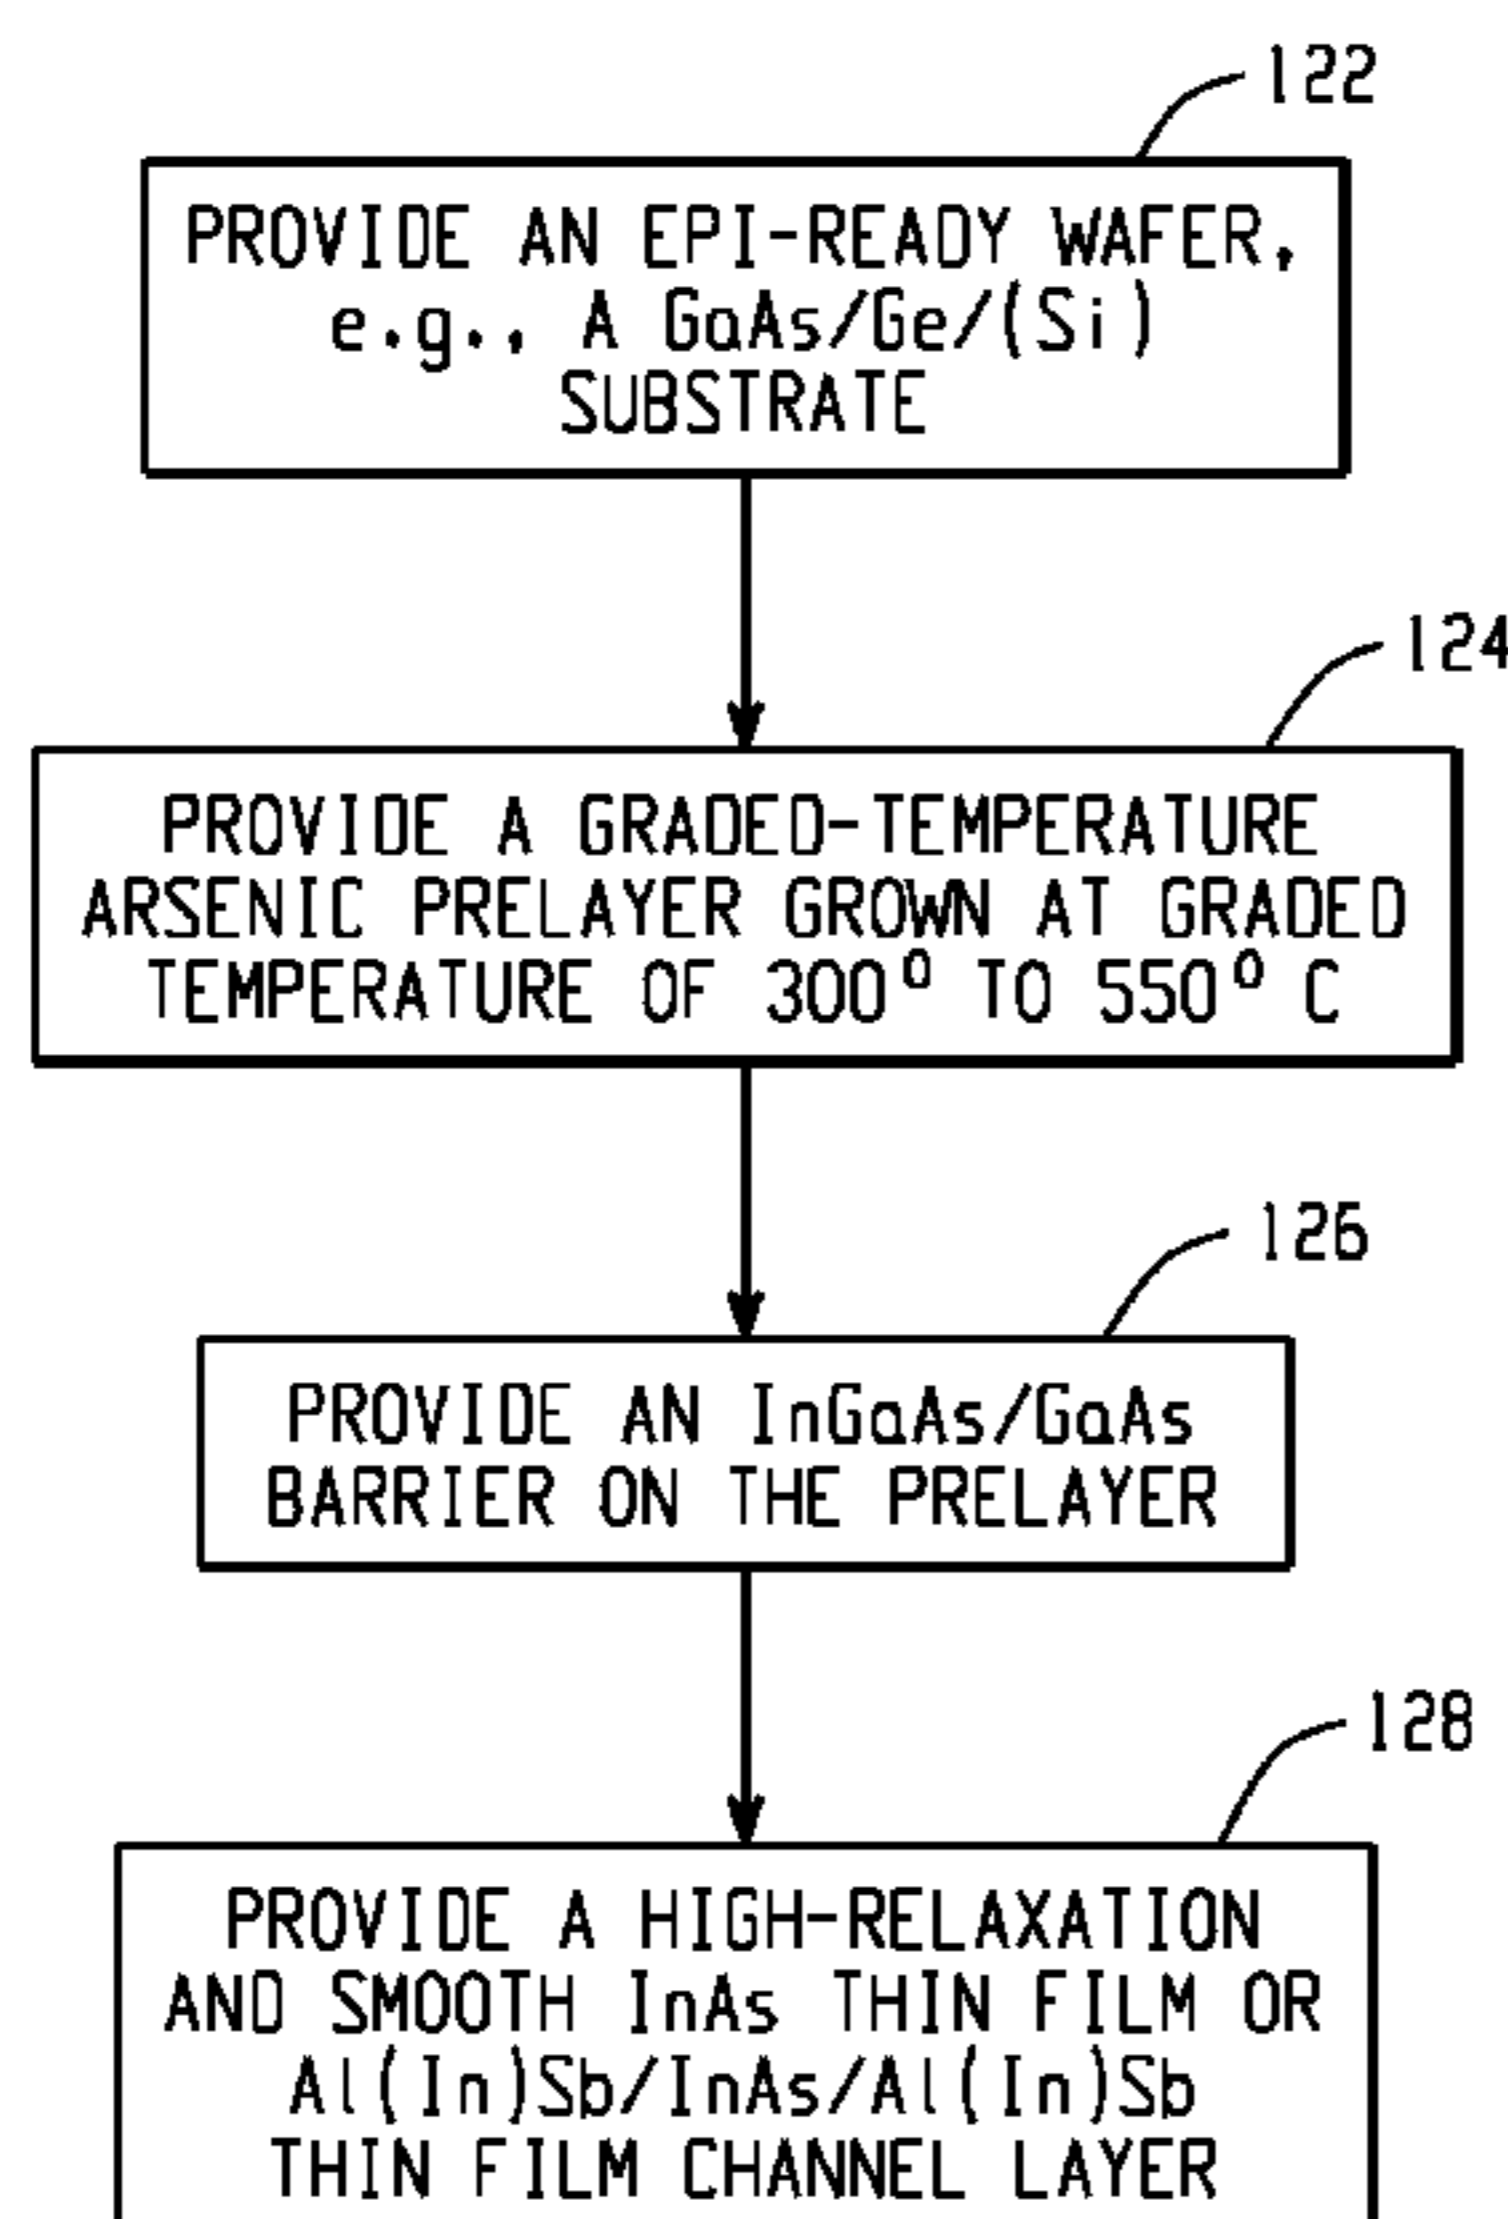 122
PROVIDE AN EPI-READY WAFER,
e.g., A GaAs/Ge/(Si)
SUBSTRATE
124
PROVIDE A GRADED-TEMPERATURE
ARSENIC PRELAYER GROWN AT GRADED
TEMPERATURE OF 300° TO 550° C
126
PROVIDE AN InGaAs/GaAs
BARRIER ON THE PRELAYER
128
PROVIDE A HIGH-RELAXATION
AND SMOOTH InAs THIN FILM OR
Al(In)Sb/InAs/Al(In)Sb
THIN FILM CHANNEL LAYER